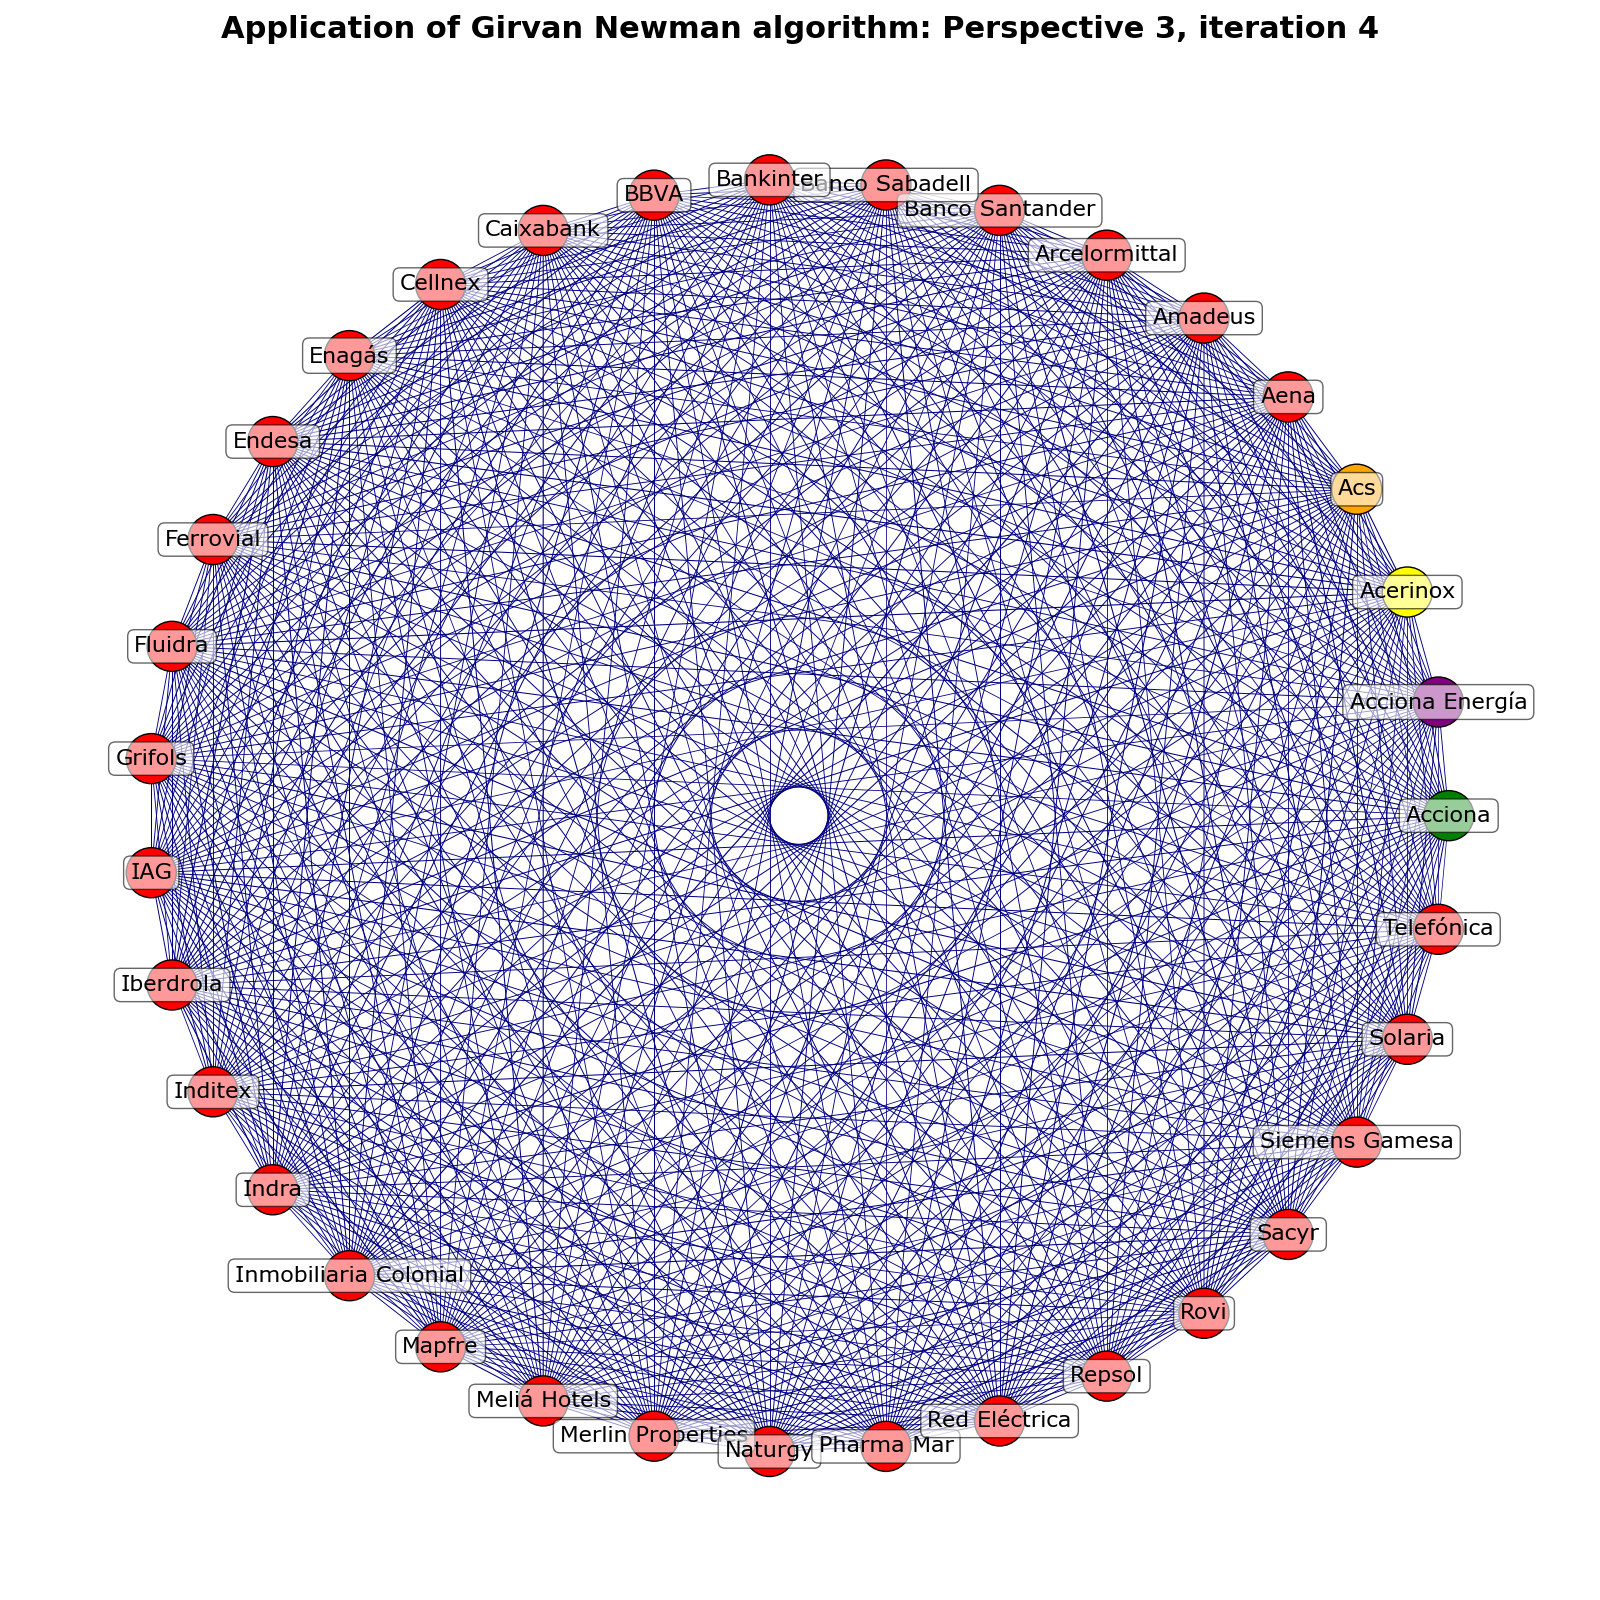 Application of Girvan Newman algorithm: Perspective 3, iteration 4
Bankinter
Banco Sabadell
BBVA
Banco Santander
Caixabank
Arcelormittal
Cellnex
Amadeus
Enagás
Aena
Endesa
Acs
Ferrovial
Acerinox
Fluidra
Acciona Energía
Grifols
Acciona
IAG
Telefónica
Iberdrola
Solaria
Inditex
Siemens Gamesa
Indra
Sacyr
Inmobiliaria Colonial
Rovi
Mapfre
Repsol
Meliá Hotels
Red Eléctrica
Merlin Properties
Pharma Mar
Naturgy